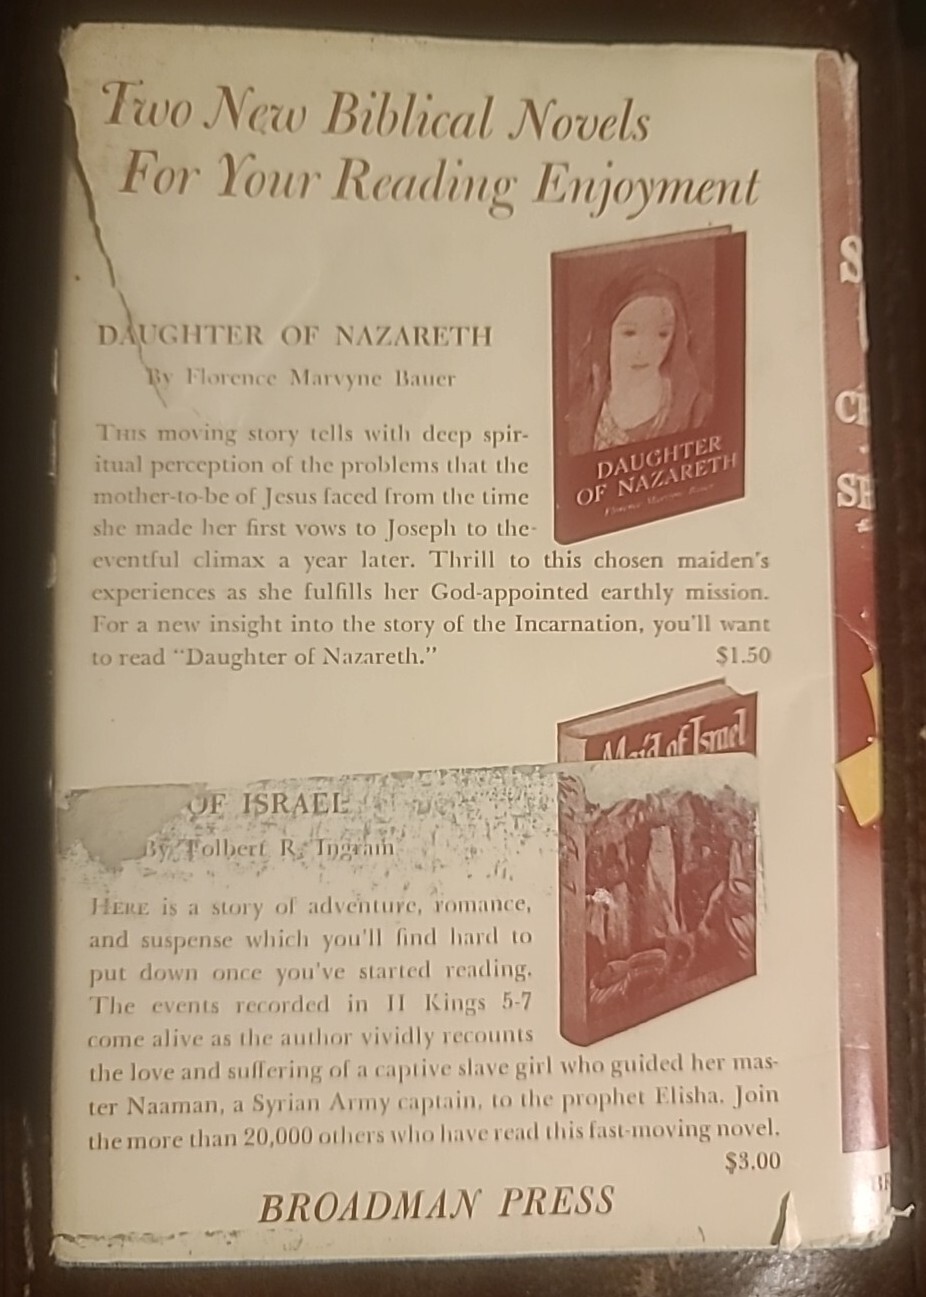 Two New Biblical Novels
For Your Reading Enjoyment
DAUGHTER OF NAZARETH
By Florence Marvyne Bauer
THIS moving story tells with deep spir-
itual perception of the problems that the
mother-to-be of Jesus faced from the time
she made her first vows to Joseph to the
eventful climax a year later. Thrill to this chosen maiden's
experiences as she fulfills her God-appointed earthly mission.
For a new insight into the story of the Incarnation, you'll want
to read "Daughter of Nazareth." $1.50
DAUGHTER
OF NAZARETH
Florence Marvyne Bauer
Maid of Israel
OF ISRAEL
By Tolbert R. Ingram
HERE is a story of adventure, romance,
and suspense which you'll find hard to
put down once you've started reading.
The events recorded in II Kings 5-7
come alive as the author vividly recounts
the love and suffering of a captive slave girl who guided her mas-
ter Naaman, a Syrian Army captain, to the prophet Elisha. Join
the more than 20,000 others who have read this fast-moving novel.
$3.00
BROADMAN PRESS